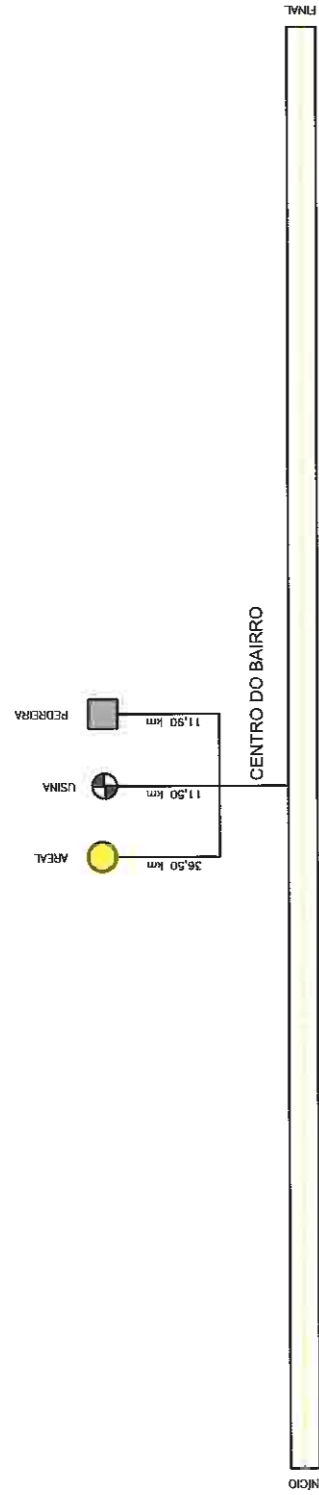 FINAL
PEDREIRA
11,90 km
USINA
11,50 km
AREAL
36,50 km
CENTRO DO BAIRRO
INÍCIO